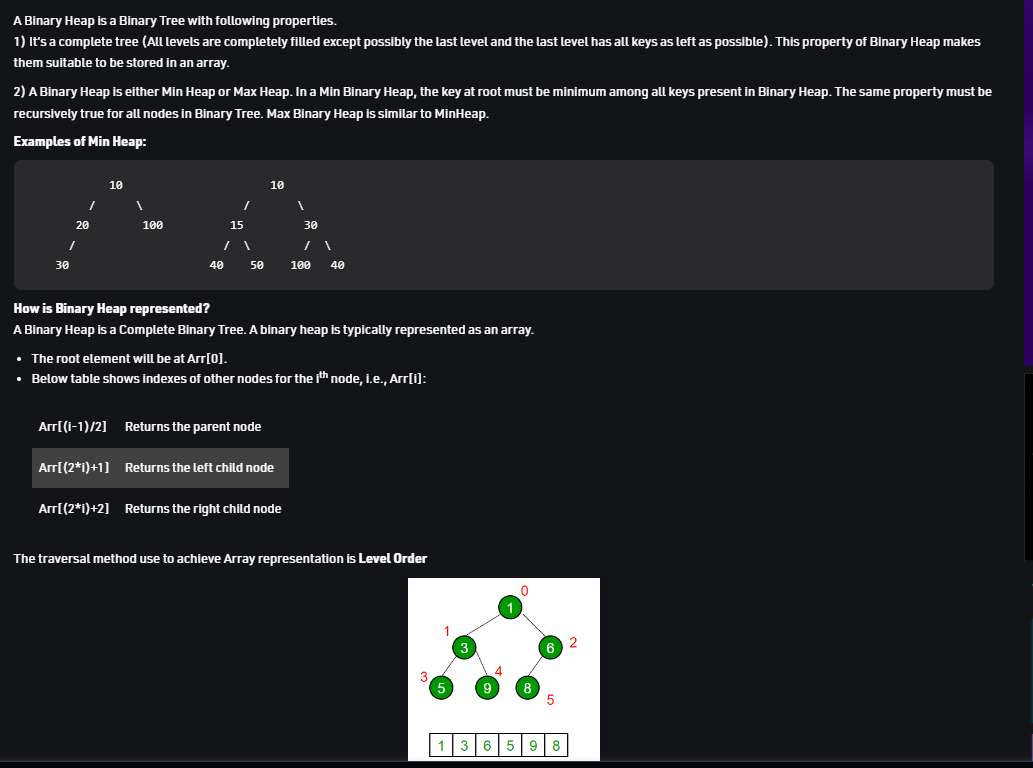 A Binary Heap is a Binary Tree with following properties.
1) It's a complete tree (All levels are completely filled except possibly the last level and the last level has all keys as left as possible). This property of Binary Heap makes
them suitable to be stored in an array.
2) A Binary Heap is either Min Heap or Max Heap. In a Min Binary Heap, the key at root must be minimum among all keys present in Binary Heap. The same property must be
recursively true for all nodes in Binary Tree. Max Binary Heap is similar to MinHeap.
Examples of Min Heap:
10 10
/ \ / \
20 100 15 30
/ / \ / \
30 40 50 100 40
How is Binary Heap represented?
A Binary Heap is a Complete Binary Tree. A binary heap is typically represented as an array.
• The root element will be at Arr[0].
• Below table shows indexes of other nodes for the ith node, i.e., Arr[i]:
Arr[(i-1)/2] Returns the parent node
Arr[(2*i)+1] Returns the left child node
Arr[(2*i)+2] Returns the right child node
The traversal method use to achieve Array representation is Level Order
0
1
1
3 6 2
3 4
5 9 8
5
1 3 6 5 9 8